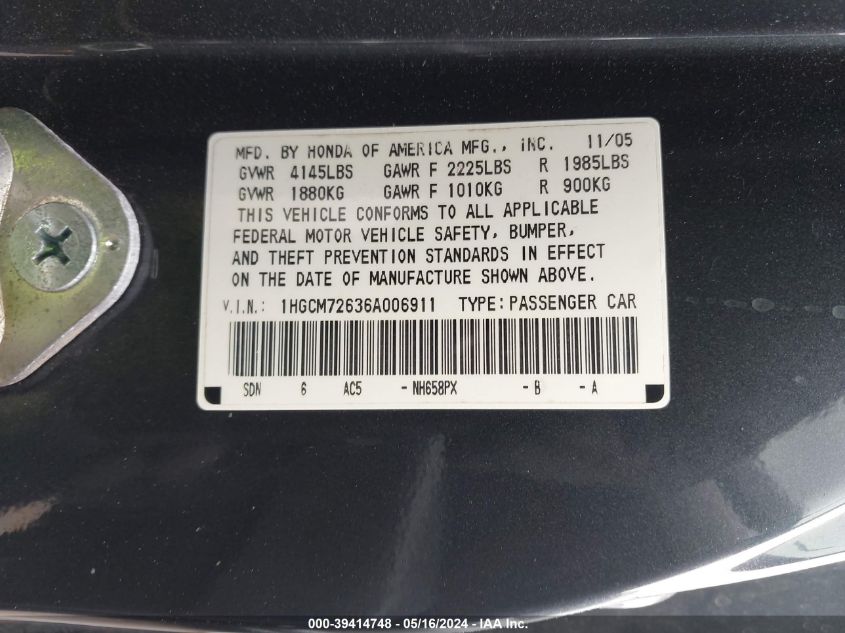 MFD. BY HONDA OF AMERICA MFG., INC. 11/05
GVWR 4145LBS GAWR F 2225LBS R 1985LBS
GVWR 1880KG GAWR F 1010KG R 900KG
THIS VEHICLE CONFORMS TO ALL APPLICABLE
FEDERAL MOTOR VEHICLE SAFETY, BUMPER,
AND THEFT PREVENTION STANDARDS IN EFFECT
ON THE DATE OF MANUFACTURE SHOWN ABOVE.
V.I.N.: 1HGCM72636A006911 TYPE: PASSENGER CAR
SDN 6 AC5 - NH658PX - B - A
000-39414748 - 05/16/2024 - IAA Inc.